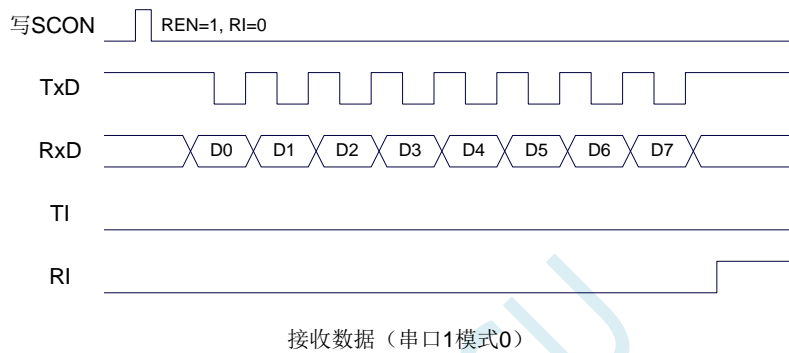 写SCON REN=1, RI=0
TxD
RxD D0 D1 D2 D3 D4 D5 D6 D7
TI
RI
接收数据（串口1模式0）